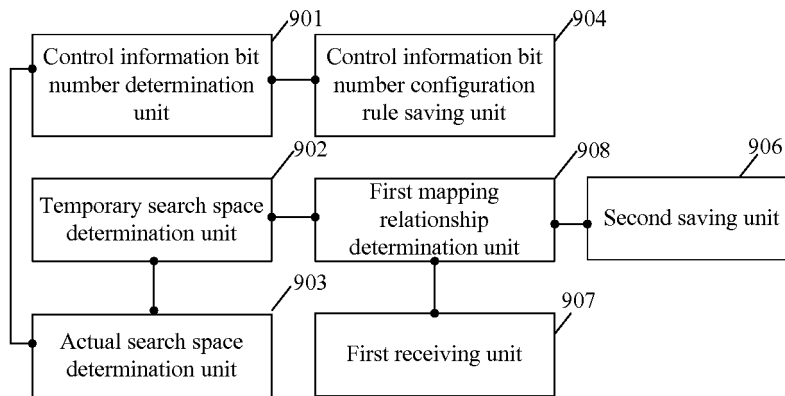 901
Control information bit
number determination
unit
904
Control information bit
number configuration
rule saving unit
902
Temporary search space
determination unit
908
First mapping
relationship
determination unit
906
Second saving unit
903
Actual search space
determination unit
907
First receiving unit